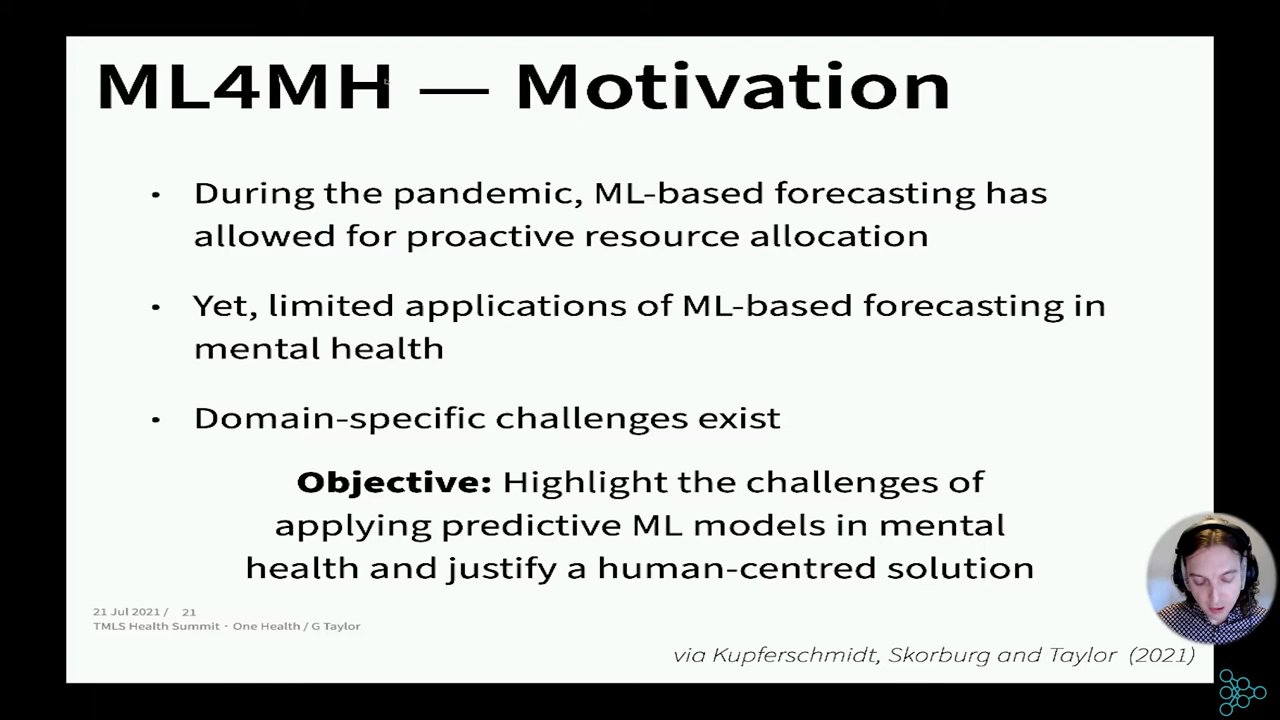 ML4MH — Motivation
• During the pandemic, ML-based forecasting has
allowed for proactive resource allocation
• Yet, limited applications of ML-based forecasting in
mental health
• Domain-specific challenges exist
Objective: Highlight the challenges of
applying predictive ML models in mental
health and justify a human-centred solution
21 Jul 2021 / 21
TMLS Health Summit · One Health / G Taylor
via Kupferschmidt, Skorburg and Taylor (2021)